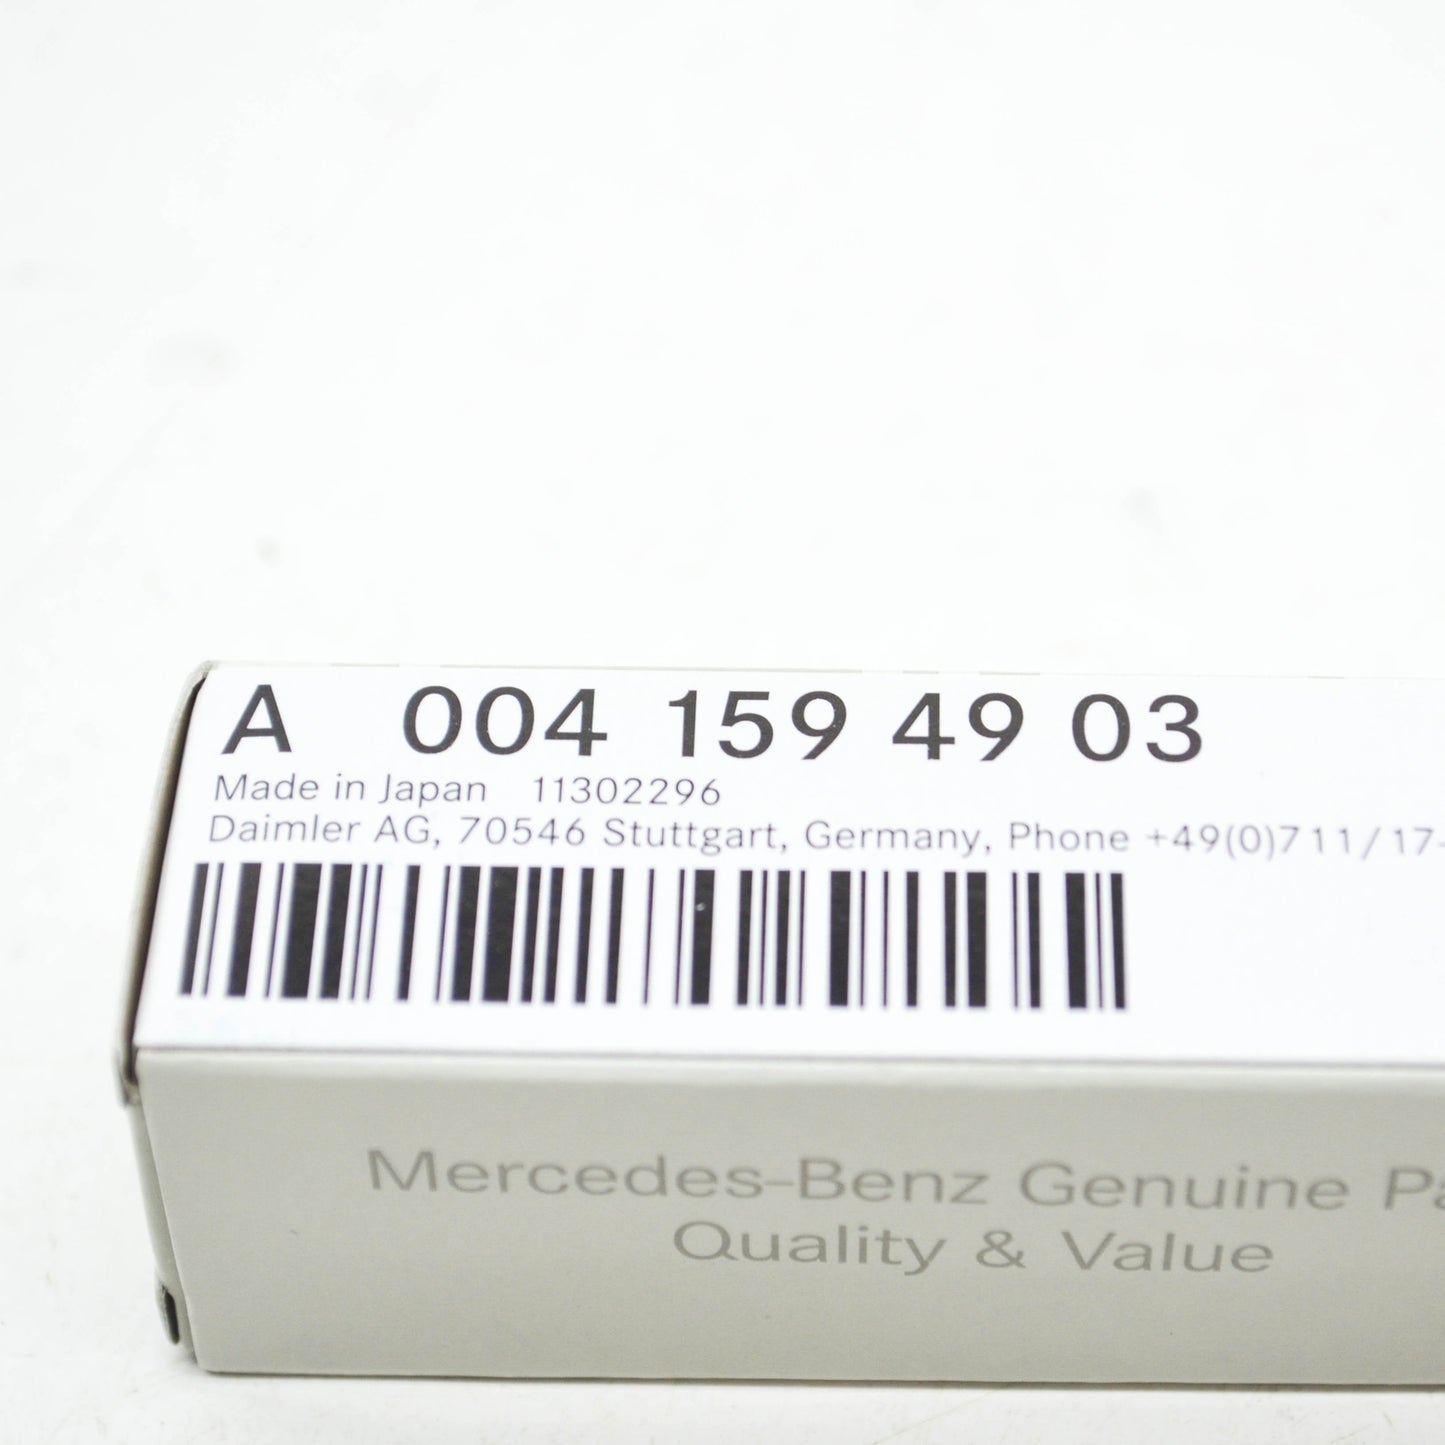 A 004 159 49 03
Made in Japan 11302296
Daimler AG, 70546 Stuttgart, Germany, Phone +49(0)711/17-
Mercedes-Benz Genuine Pa
Quality & Value